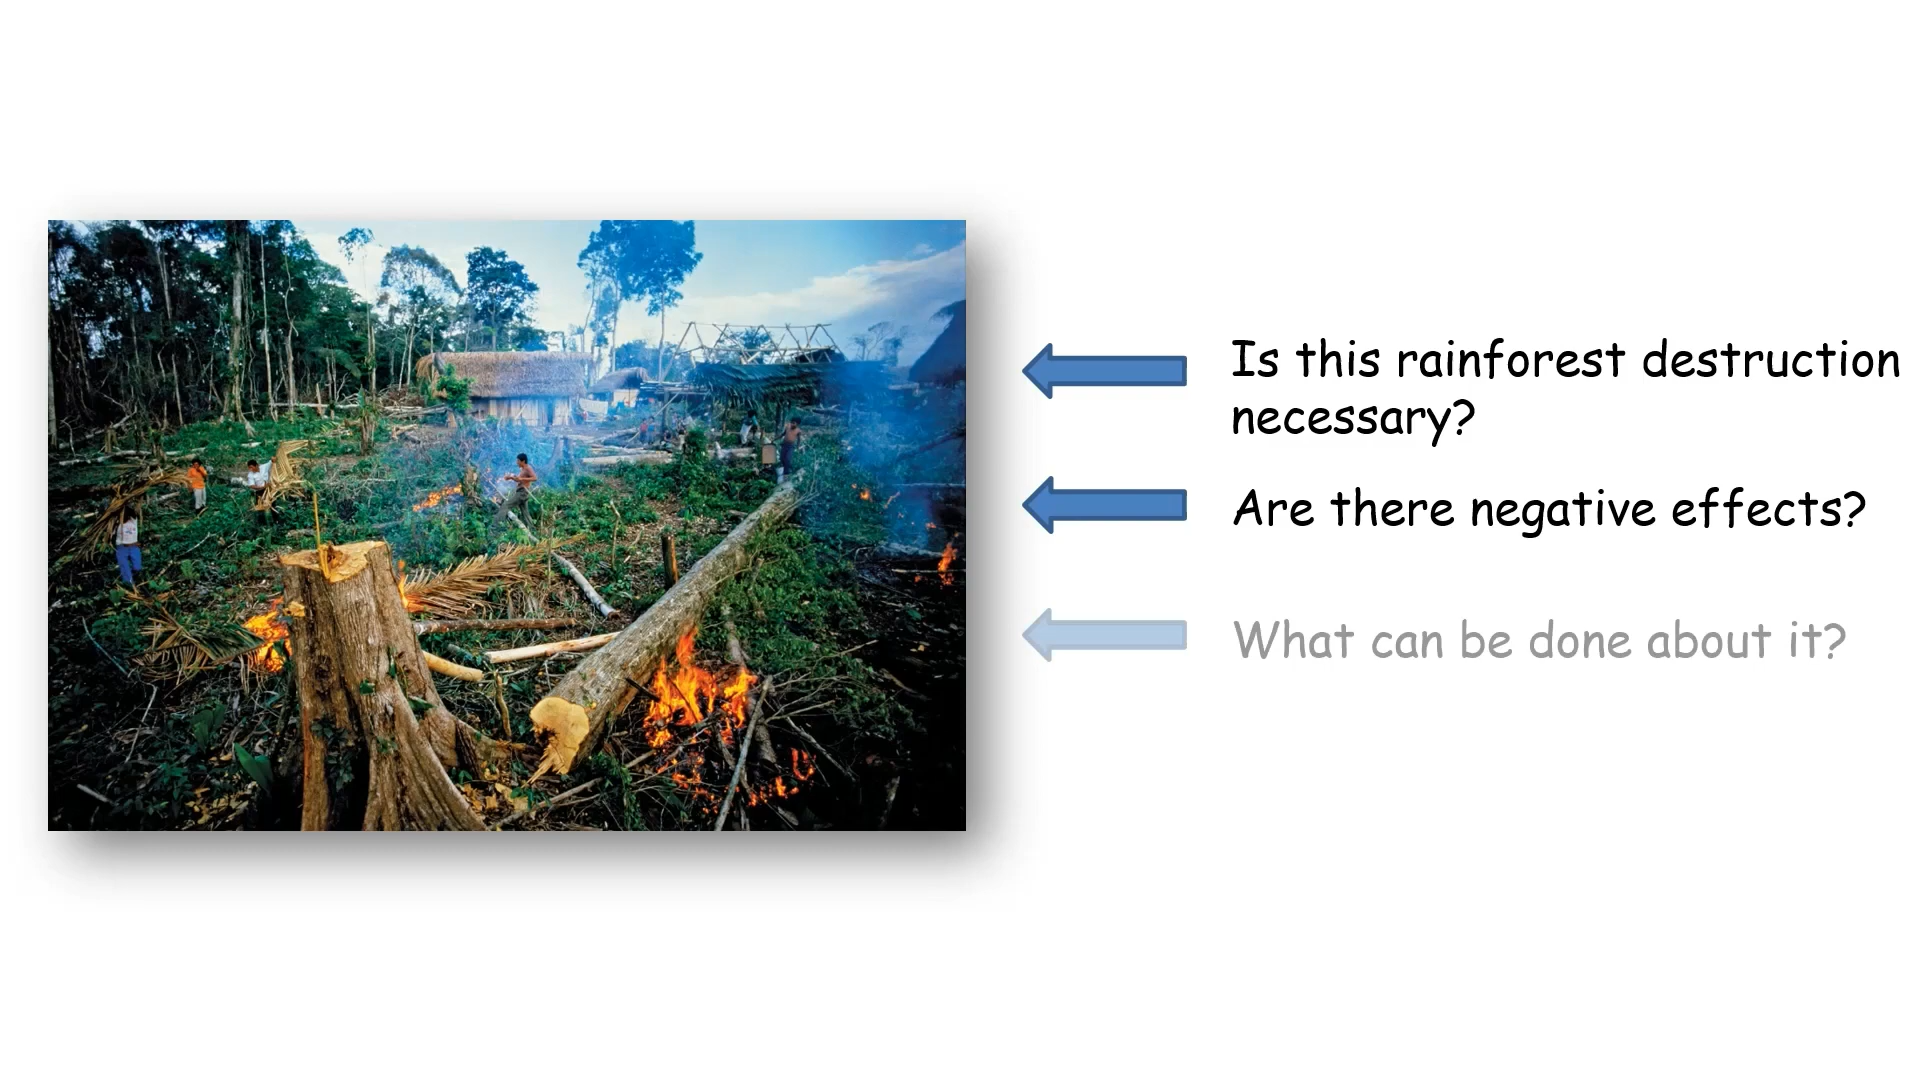 Is this rainforest destruction
necessary?
Are there negative effects?
What can be done about it?